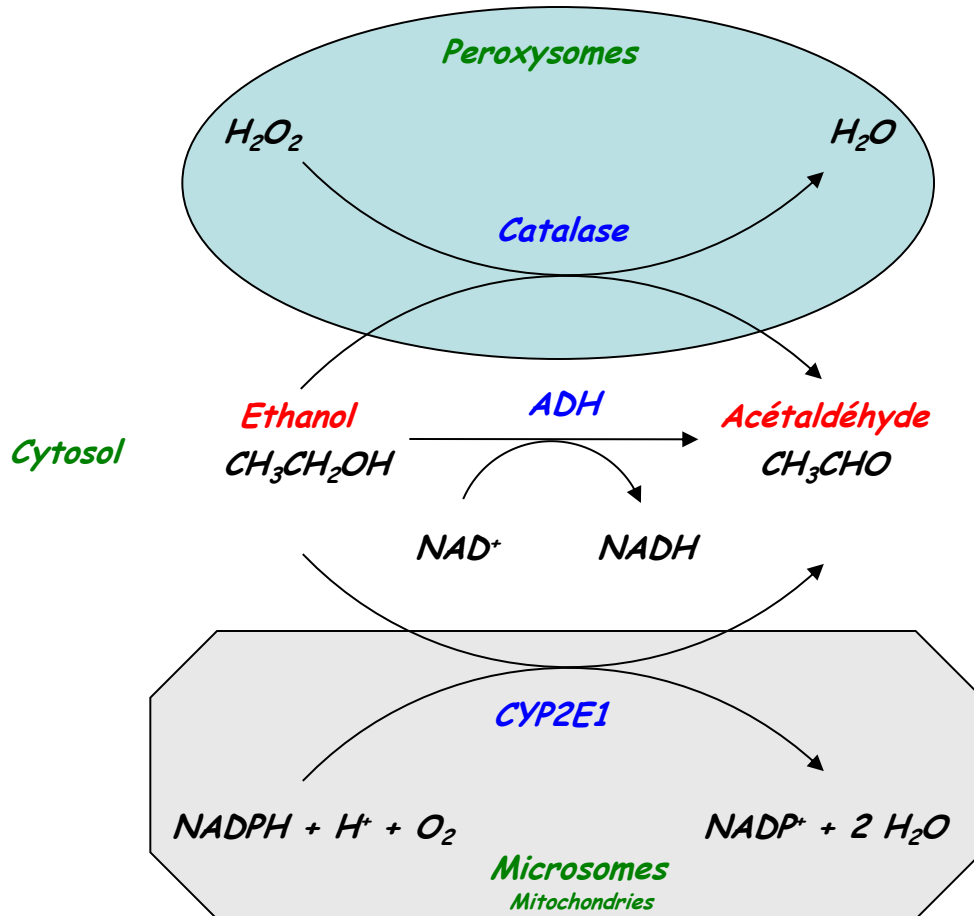 Peroxysomes
H₂O₂ H₂O
Catalase
Ethanol ADH Acétaldéhyde
Cytosol CH₃CH₂OH CH₃CHO
NAD⁺ NADH
CYP2E1
NADPH + H⁺ + O₂ NADP⁺ + 2 H₂O
Microsomes
Mitochondries